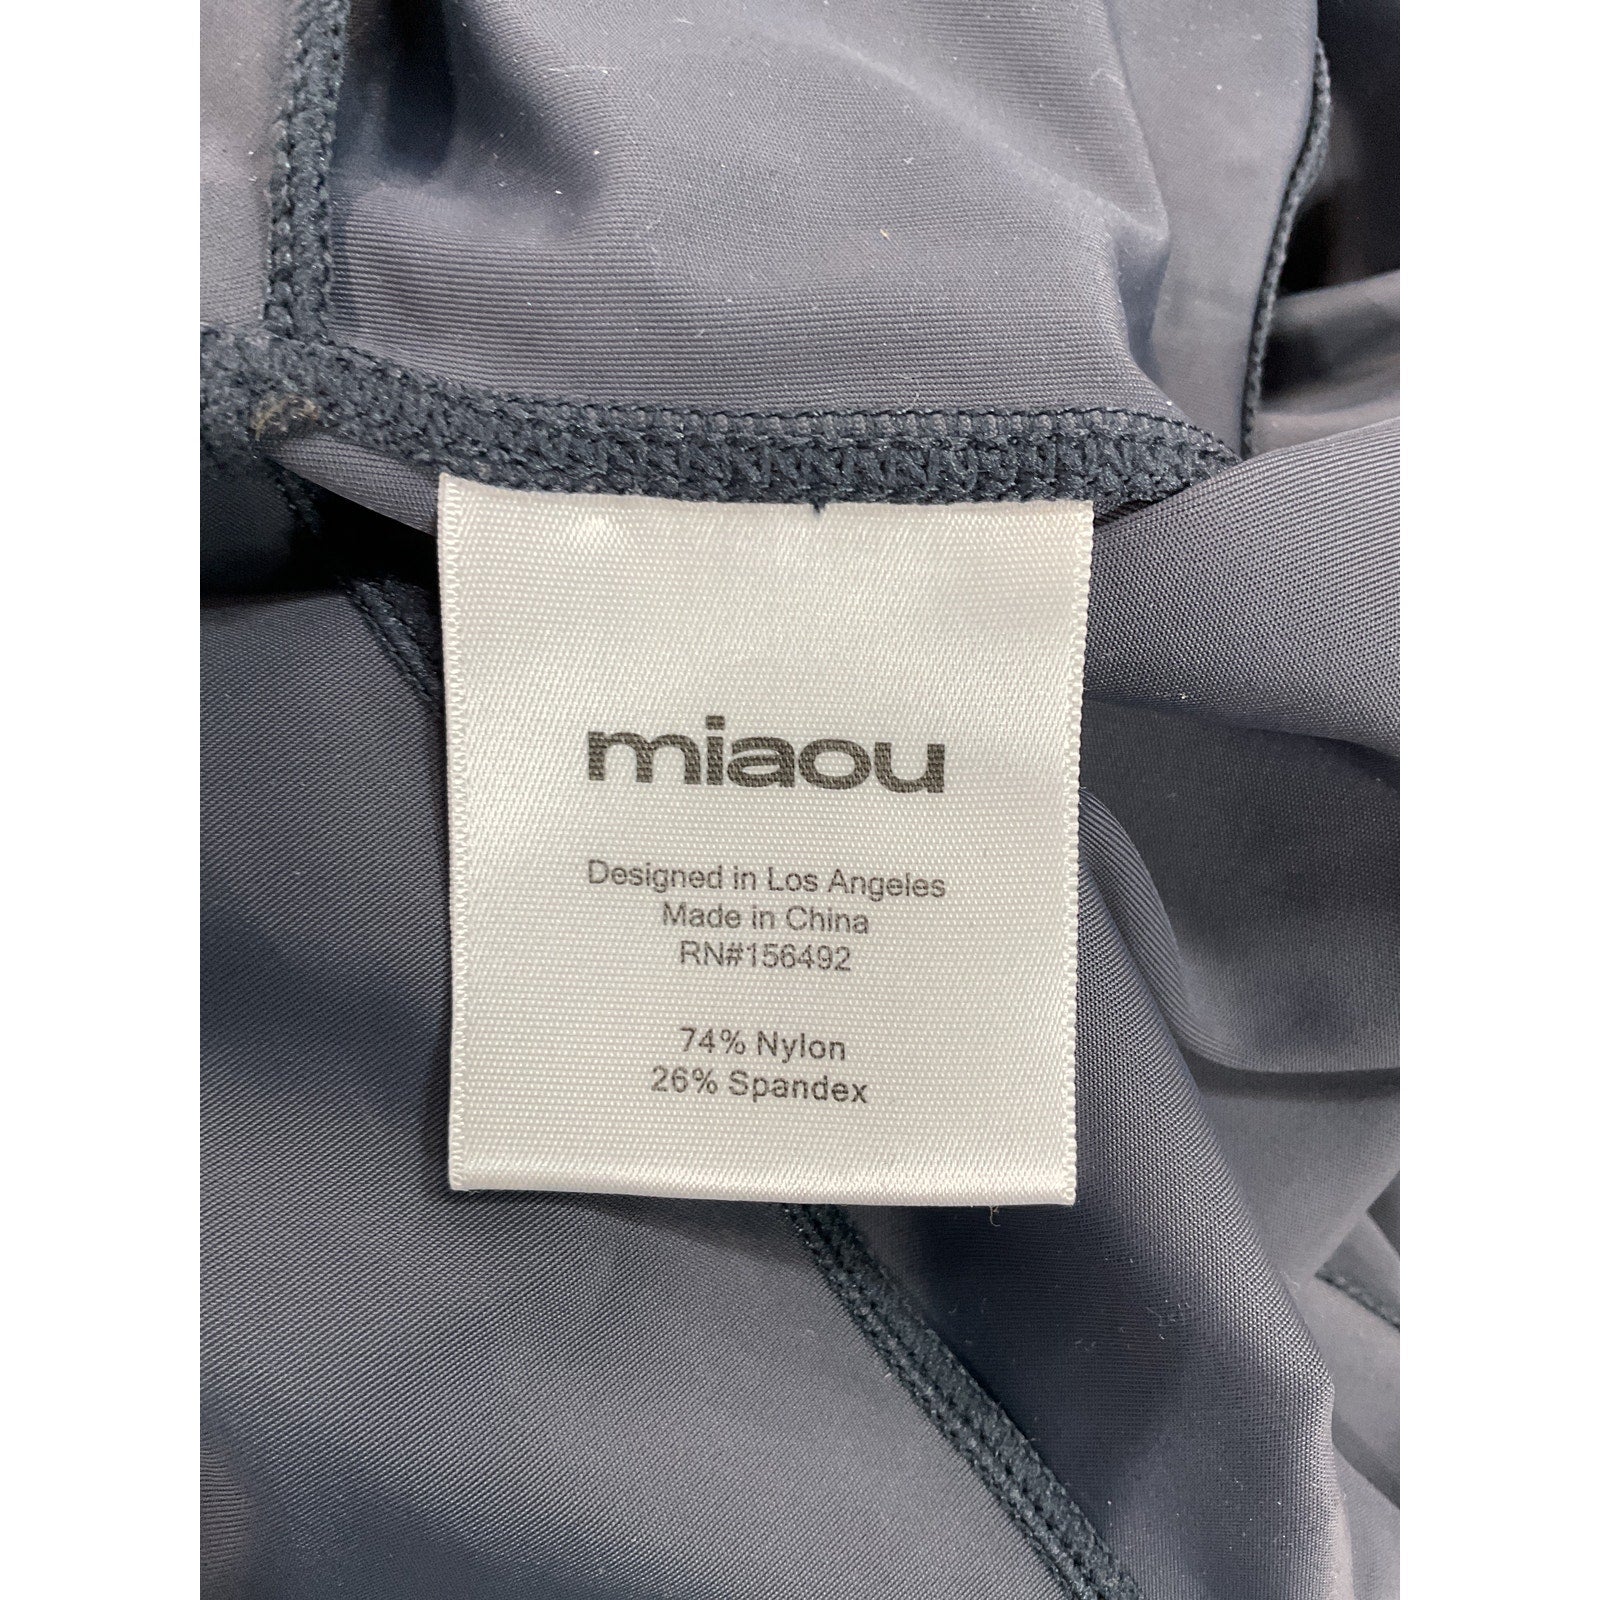 miaou
Designed in Los Angeles
Made in China
RN#156492
74% Nylon
26% Spandex